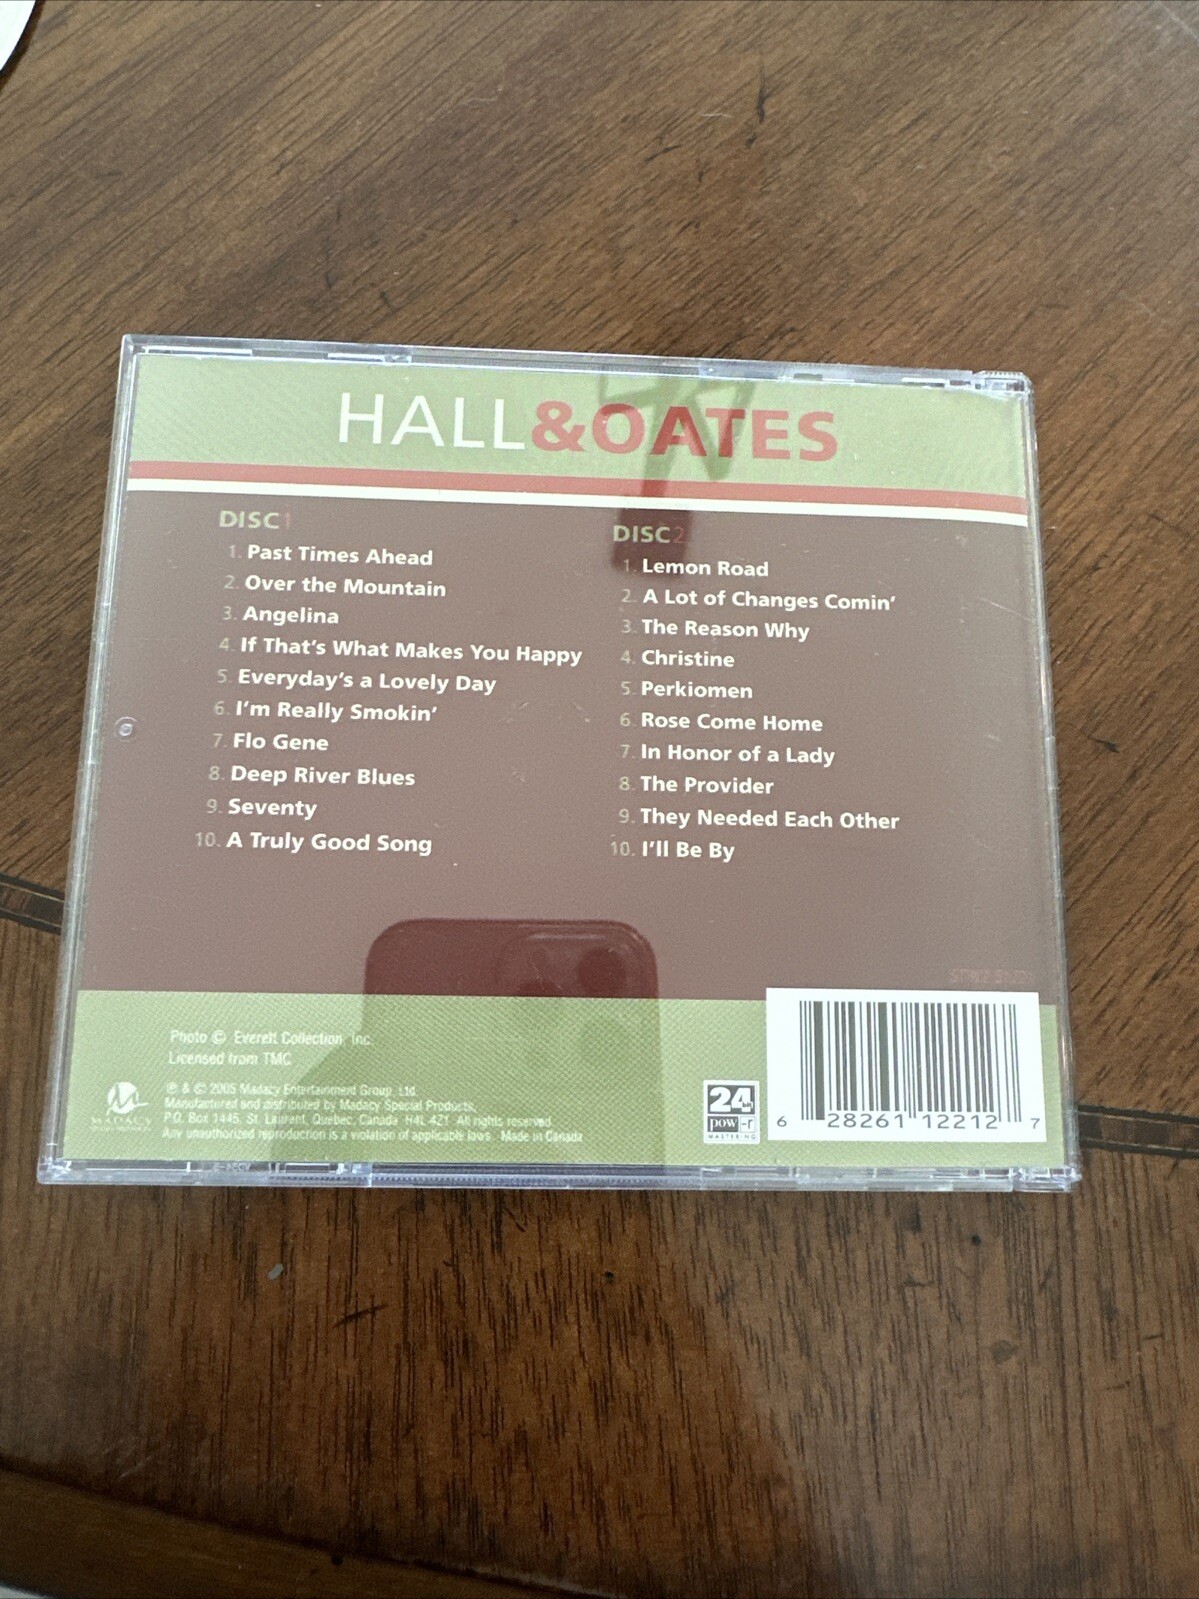 HALL&OATES
DISC1
1. Past Times Ahead
2. Over the Mountain
3. Angelina
4. If That's What Makes You Happy
5. Everyday's a Lovely Day
6. I'm Really Smokin'
7. Flo Gene
8. Deep River Blues
9. Seventy
10. A Truly Good Song
DISC2
1. Lemon Road
2. A Lot of Changes Comin'
3. The Reason Why
4. Christine
5. Perkiomen
6. Rose Come Home
7. In Honor of a Lady
8. The Provider
9. They Needed Each Other
10. I'll Be By
Photo © Everett Collection, Inc.
Licensed from TMC
MADACY
℗ & © 2005 Madacy Entertainment Group, Ltd.
Manufactured and distributed by Madacy Special Products,
P.O. Box 1445, St. Laurent, Quebec, Canada H4L 4Z1 All rights reserved
Any unauthorized reproduction is a violation of applicable laws. Made in Canada
24 bit
pow-r
MASTERING
6 28261 12212 7